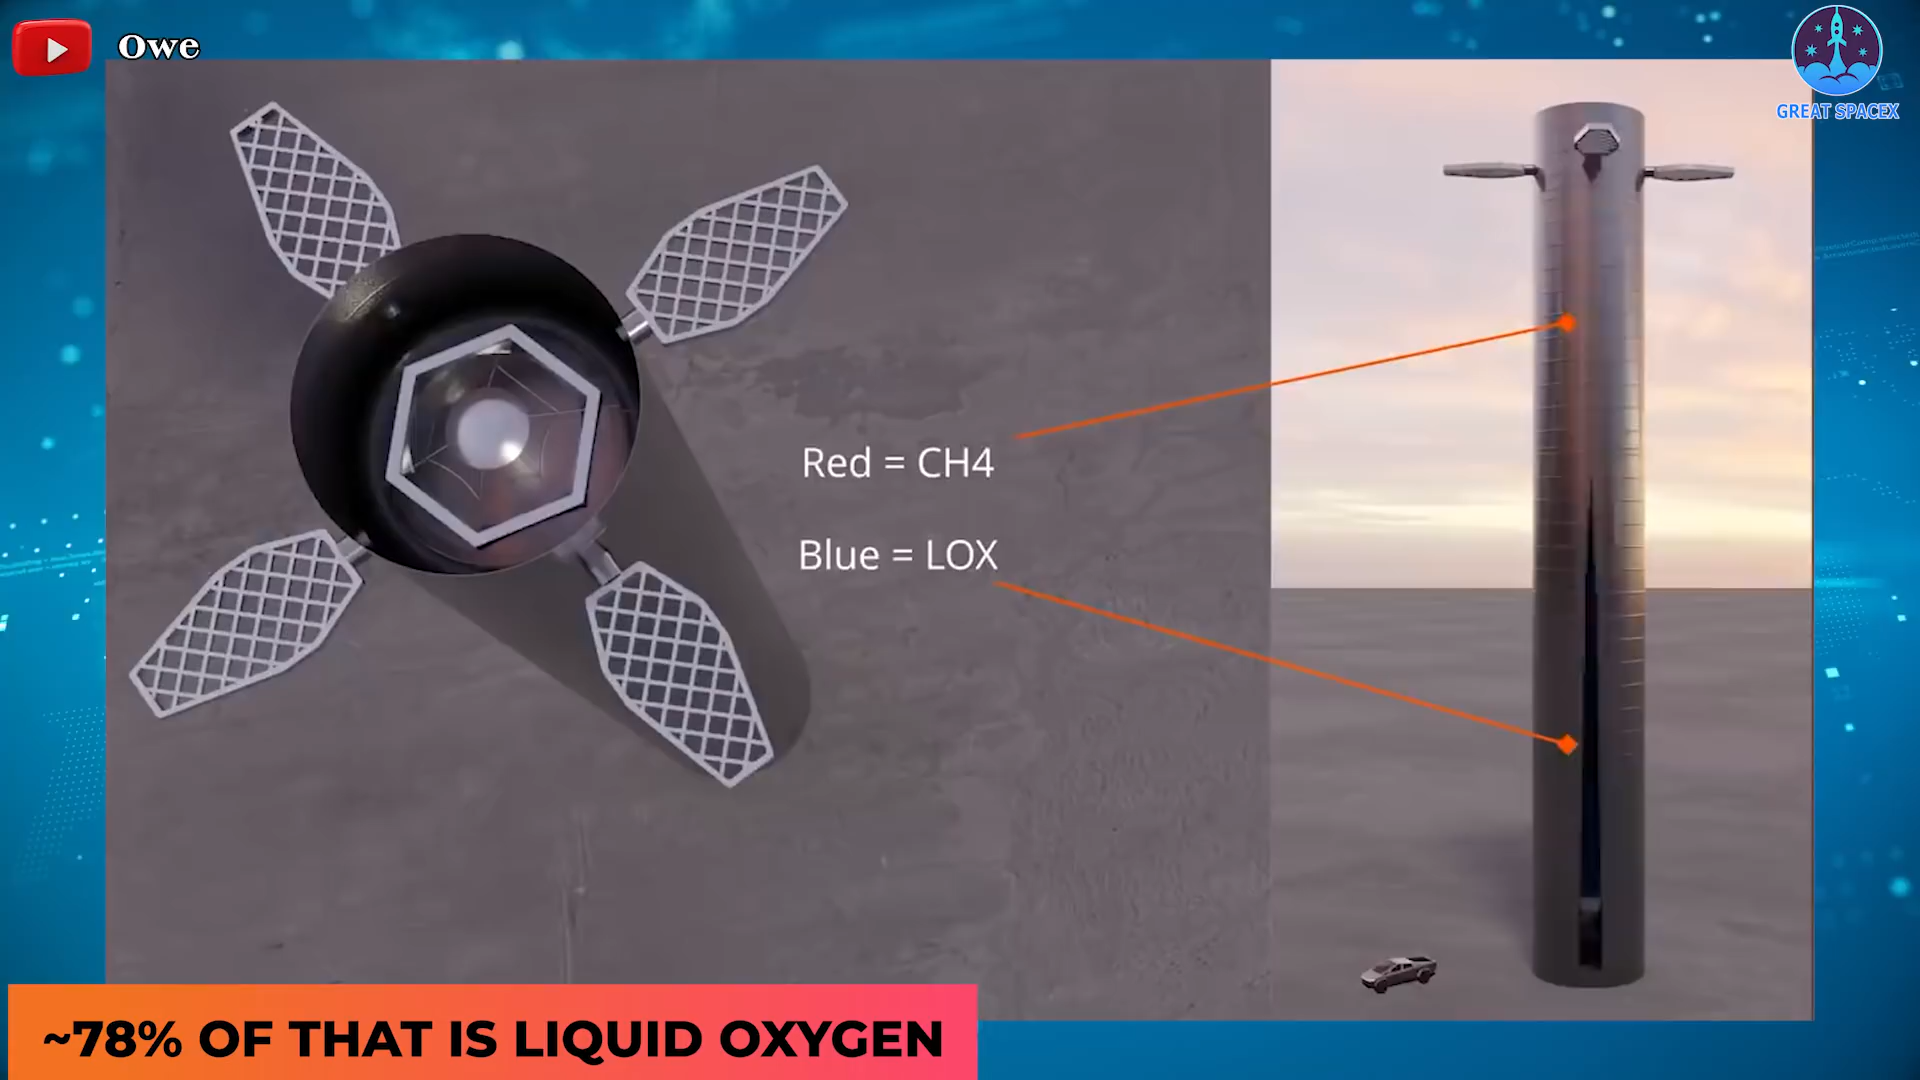 Owe
GREAT SPACEX
Red = CH4
Blue = LOX
~78% OF THAT IS LIQUID OXYGEN